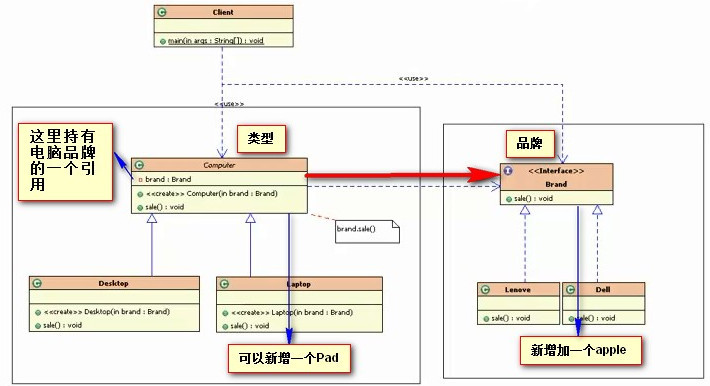 Client
main(in args : String[]) : void
<<use>>
<<use>>
这里持有
电脑品牌
的一个引
用
类型
Computer
brand : Brand
<<create>> Computer(in brand : Brand)
sale() : void
brand.sale()
Desktop
<<create>> Desktop(in brand : Brand)
sale() : void
Laptop
<<create>> Laptop(in brand : Brand)
sale() : void
可以新增一个Pad
品牌
<<Interface>>
Brand
sale() : void
Lenove
sale() : void
Dell
sale() : void
新增加一个apple